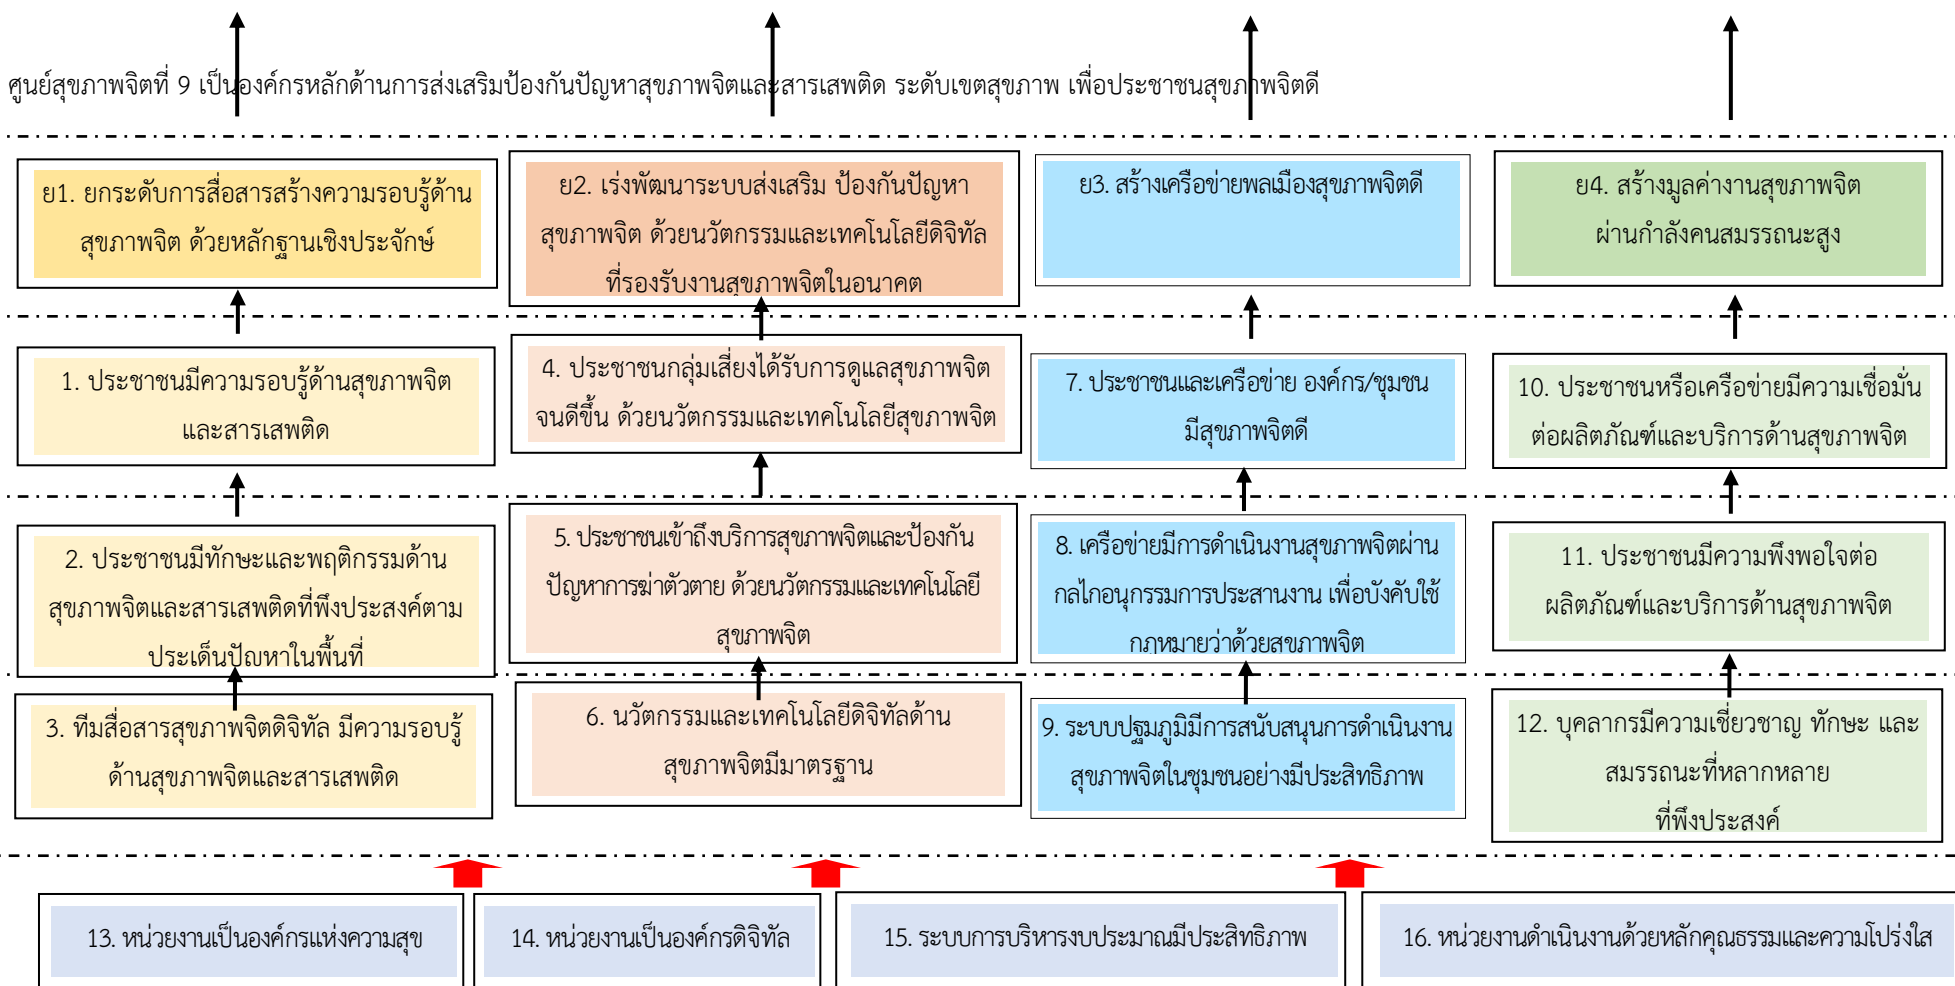 ศูนย์สุขภาพจิตที่ 9 เป็นองค์กรหลักด้านการส่งเสริมป้องกันปัญหาสุขภาพจิตและสารเสพติด ระดับเขตสุขภาพ เพื่อประชาชนสุขภาพจิตดี
ย1. ยกระดับการสื่อสารสร้างความรอบรู้ด้าน
สุขภาพจิต ด้วยหลักฐานเชิงประจักษ์
ย2. เร่งพัฒนาระบบส่งเสริม ป้องกันปัญหา
สุขภาพจิต ด้วยนวัตกรรมและเทคโนโลยีดิจิทัล
ที่รองรับงานสุขภาพจิตในอนาคต
ย3. สร้างเครือข่ายพลเมืองสุขภาพจิตดี
ย4. สร้างมูลค่างานสุขภาพจิต
ผ่านกำลังคนสมรรถนะสูง
1. ประชาชนมีความรอบรู้ด้านสุขภาพจิต
และสารเสพติด
4. ประชาชนกลุ่มเสี่ยงได้รับการดูแลสุขภาพจิต
จนดีขึ้น ด้วยนวัตกรรมและเทคโนโลยีสุขภาพจิต
7. ประชาชนและเครือข่าย องค์กร/ชุมชน
มีสุขภาพจิตดี
10. ประชาชนหรือเครือข่ายมีความเชื่อมั่น
ต่อผลิตภัณฑ์และบริการด้านสุขภาพจิต
2. ประชาชนมีทักษะและพฤติกรรมด้าน
สุขภาพจิตและสารเสพติดที่พึงประสงค์ตาม
ประเด็นปัญหาในพื้นที่
5. ประชาชนเข้าถึงบริการสุขภาพจิตและป้องกัน
ปัญหาการฆ่าตัวตาย ด้วยนวัตกรรมและเทคโนโลยี
สุขภาพจิต
8. เครือข่ายมีการดำเนินงานสุขภาพจิตผ่าน
กลไกอนุกรรมการประสานงาน เพื่อบังคับใช้
กฎหมายว่าด้วยสุขภาพจิต
11. ประชาชนมีความพึงพอใจต่อ
ผลิตภัณฑ์และบริการด้านสุขภาพจิต
3. ทีมสื่อสารสุขภาพจิตดิจิทัล มีความรอบรู้
ด้านสุขภาพจิตและสารเสพติด
6. นวัตกรรมและเทคโนโลยีดิจิทัลด้าน
สุขภาพจิตมีมาตรฐาน
9. ระบบปฐมภูมิมีการสนับสนุนการดำเนินงาน
สุขภาพจิตในชุมชนอย่างมีประสิทธิภาพ
12. บุคลากรมีความเชี่ยวชาญ ทักษะ และ
สมรรถนะที่หลากหลาย
ที่พึงประสงค์
13. หน่วยงานเป็นองค์กรแห่งความสุข
14. หน่วยงานเป็นองค์กรดิจิทัล
15. ระบบการบริหารงบประมาณมีประสิทธิภาพ
16. หน่วยงานดำเนินงานด้วยหลักคุณธรรมและความโปร่งใส